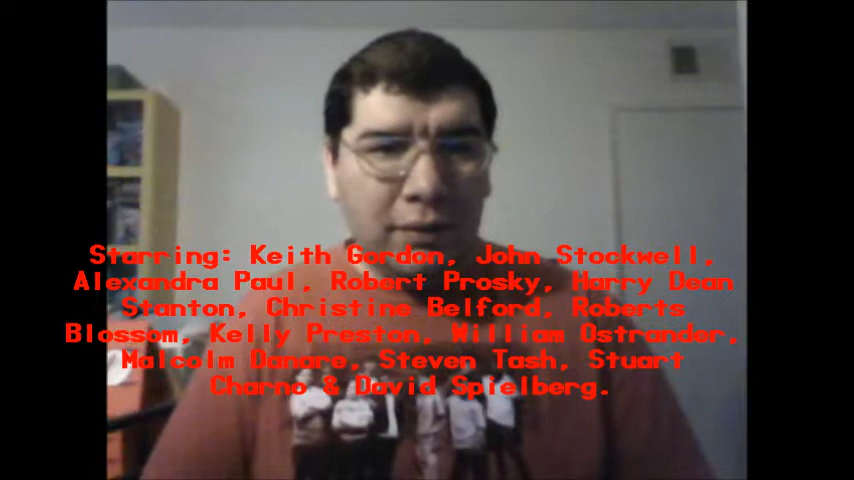 Starring: Keith Gordon, John Stockwell,
Alexandra Paul, Robert Prosky, Harry Dean
Stanton, Christine Belford, Roberts
Blossom, Kelly Preston, William Ostrander,
Malcolm Danare, Steven Tash, Stuart
Charno & David Spielberg.